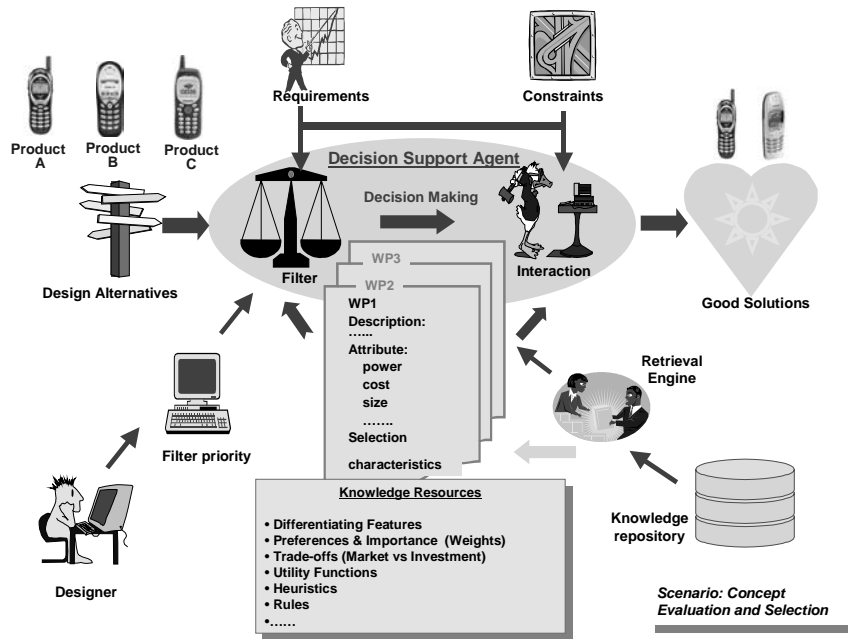 Requirements
Constraints
Product
A
Product
B
Product
C
Decision Support Agent
Decision Making
Filter
Interaction
Design Alternatives
Good Solutions
WP3
WP2
WP1
Description:
…...
Attribute:
power
cost
size
…….
Selection
characteristics
Retrieval
Engine
Filter priority
Knowledge
repository
Designer
Knowledge Resources
• Differentiating Features
• Preferences & Importance (Weights)
• Trade-offs (Market vs Investment)
• Utility Functions
• Heuristics
• Rules
•……
Scenario: Concept
Evaluation and Selection